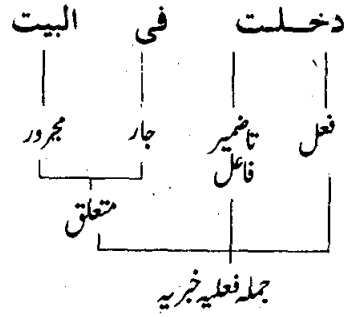 دخلت فی البیت
فعل تا ضمیر جار مجرور
فاعل
متعلق
جملہ فعلیہ خبریہ